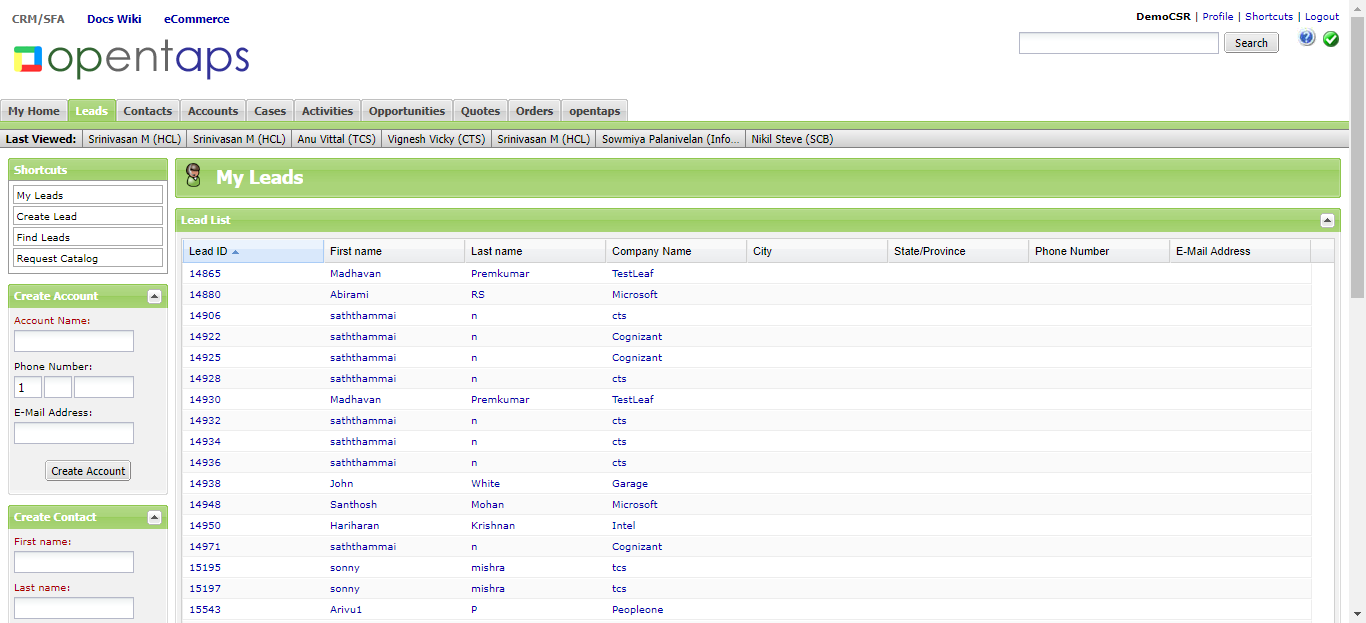 CRM/SFA Docs Wiki eCommerce
DemoCSR | Profile | Shortcuts | Logout
opentaps
Search
My Home Leads Contacts Accounts Cases Activities Opportunities Quotes Orders opentaps
Last Viewed: Srinivasan M (HCL) Srinivasan M (HCL) Anu Vittal (TCS) Vignesh Vicky (CTS) Srinivasan M (HCL) Sowmiya Palanivelan (Info... Nikil Steve (SCB)
Shortcuts
My Leads
Create Lead
Find Leads
Request Catalog
Create Account
Account Name:
Phone Number:
1
E-Mail Address:
Create Account
Create Contact
First name:
Last name:
My Leads
Lead List
Lead ID First name Last name Company Name City State/Province Phone Number E-Mail Address
14865 Madhavan Premkumar TestLeaf
14880 Abirami RS Microsoft
14906 saththammai n cts
14922 saththammai n Cognizant
14925 saththammai n Cognizant
14928 saththammai n cts
14930 Madhavan Premkumar TestLeaf
14932 saththammai n cts
14934 saththammai n cts
14936 saththammai n cts
14938 John White Garage
14948 Santhosh Mohan Microsoft
14950 Hariharan Krishnan Intel
14971 saththammai n Cognizant
15195 sonny mishra tcs
15197 sonny mishra tcs
15543 Arivu1 P Peopleone